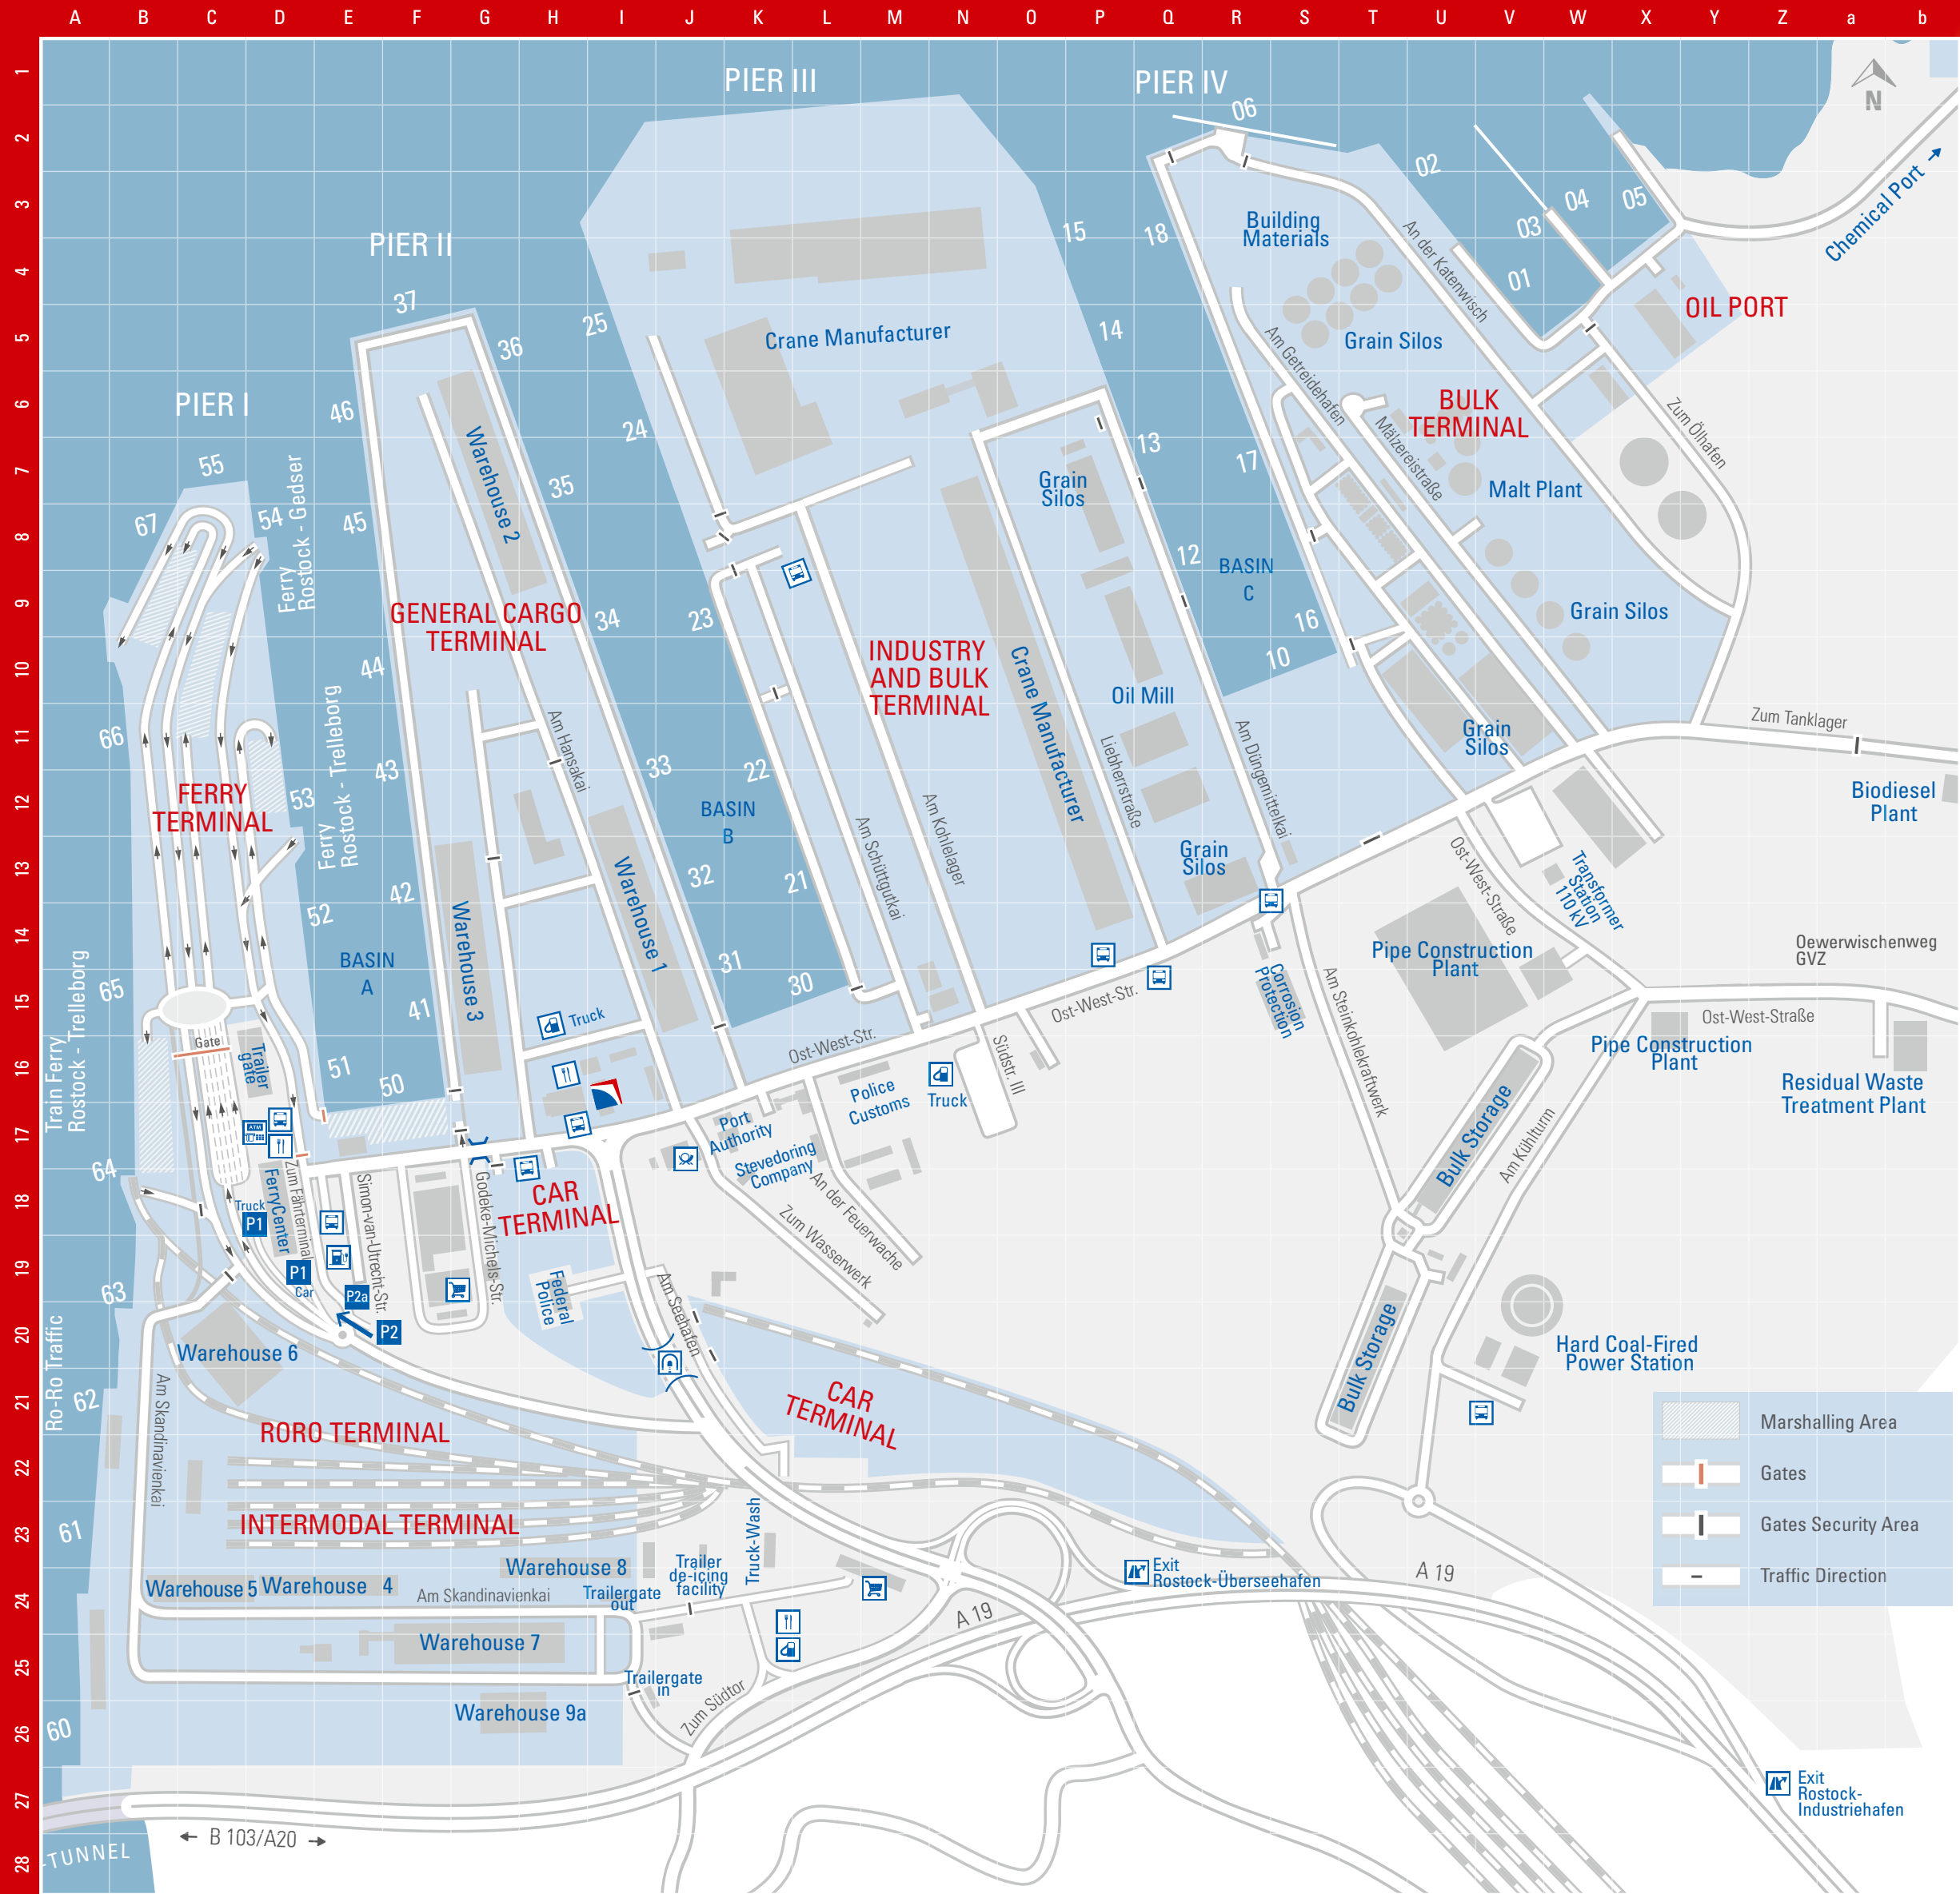 A B C D E F G H I J K L M N O P Q R S T U V W X Y Z a b
1
2
3
4
5
6
7
8
9
10
11
12
13
14
15
16
17
18
19
20
21
22
23
24
25
26
27
28
PIER III
PIER IV
PIER II
PIER I
N
Chemical Port
06
02
03
04
05
01
15
18
14
13
17
12
16
10
37
36
25
24
35
34
23
33
22
32
21
31
30
46
45
44
43
42
41
55
54
67
66
53
52
65
51
50
64
63
62
61
60
Building
Materials
An der Katenwisch
OIL PORT
Grain Silos
Am Getreidehafen
BULK
TERMINAL
Mälzereistraße
Zum Ölhafen
Malt Plant
Grain Silos
Grain
Silos
Zum Tanklager
Biodiesel
Plant
Crane Manufacturer
Grain
Silos
BASIN
C
Oil Mill
Crane Manufacturer
Liebherrstraße
Am Düngemittelkai
Grain
Silos
INDUSTRY
AND BULK
TERMINAL
Am Kohlelager
Am Schüttgutkai
BASIN
B
Warehouse 2
GENERAL CARGO
TERMINAL
Am Hansakai
Warehouse 1
Warehouse 3
Truck
Ferry
Rostock - Gedser
Ferry
Rostock - Trelleborg
FERRY
TERMINAL
BASIN
A
Train Ferry
Rostock - Trelleborg
Gate
Trailer
gate
ATM
Truck
P1
FerryCenter
Zum Fährterminal
P1
Car
P2a
P2
Simon-van-Utrecht-Str.
Godeke-Michels-Str.
CAR
TERMINAL
Federal
Police
Am Seehafen
Ost-West-Str.
Ost-West-Str.
Südstr. III
Police
Customs
Truck
Port
Authority
Stevedoring
Company
An der Feuerwache
Zum Wasserwerk
Corrosion
Protection
Am Steinkohlekraftwerk
Pipe Construction
Plant
Ost-West-Straße
Transformer
Station
110 kV
Oewerwischenweg
GVZ
Ost-West-Straße
Pipe Construction
Plant
Residual Waste
Treatment Plant
Bulk Storage
Am Kühlturm
Bulk Storage
Hard Coal-Fired
Power Station
Ro-Ro Traffic
Warehouse 6
Am Skandinavienkai
RORO TERMINAL
CAR
TERMINAL
INTERMODAL TERMINAL
Warehouse 8
Warehouse 5
Warehouse 4
Am Skandinavienkai
Trailergate
out
Trailer
de-icing
facility
Truck-Wash
Warehouse 7
Trailergate
in
Warehouse 9a
Zum Südtor
A 19
Exit
Rostock-Überseehafen
A 19
Marshalling Area
Gates
Gates Security Area
Traffic Direction
Exit
Rostock-
Industriehafen
B 103/A20
-TUNNEL